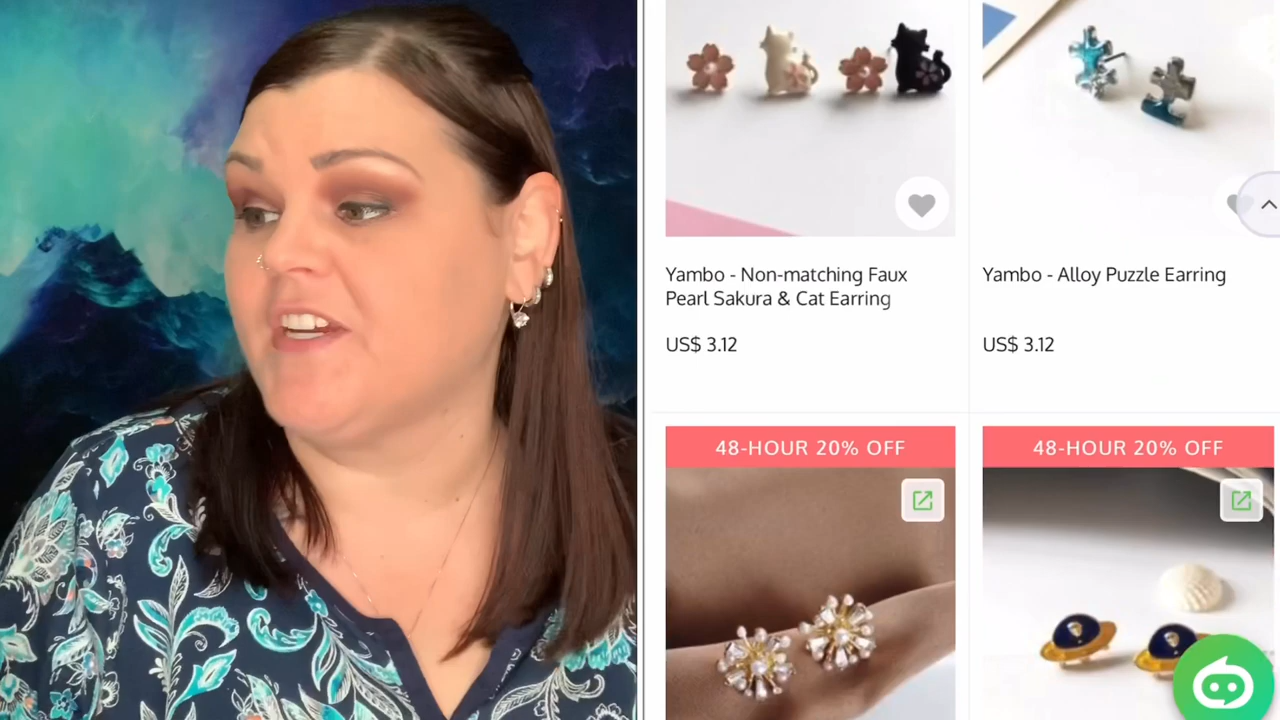 Yambo - Non-matching Faux
Pearl Sakura & Cat Earring
US$ 3.12
Yambo - Alloy Puzzle Earring
US$ 3.12
48-HOUR 20% OFF
48-HOUR 20% OFF